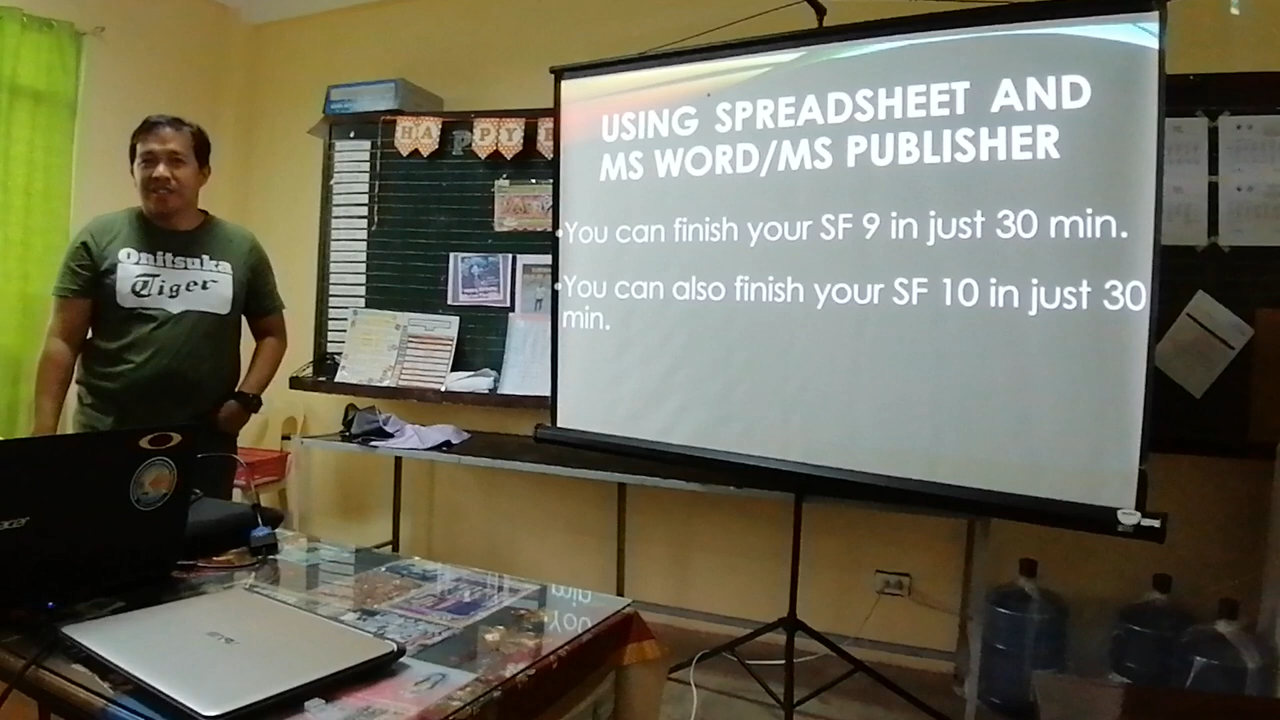 HAPPY
USING SPREADSHEET AND
MS WORD/MS PUBLISHER
•You can finish your SF 9 in just 30 min.
•You can also finish your SF 10 in just 30
min.
Onitsuka
Tiger
acer